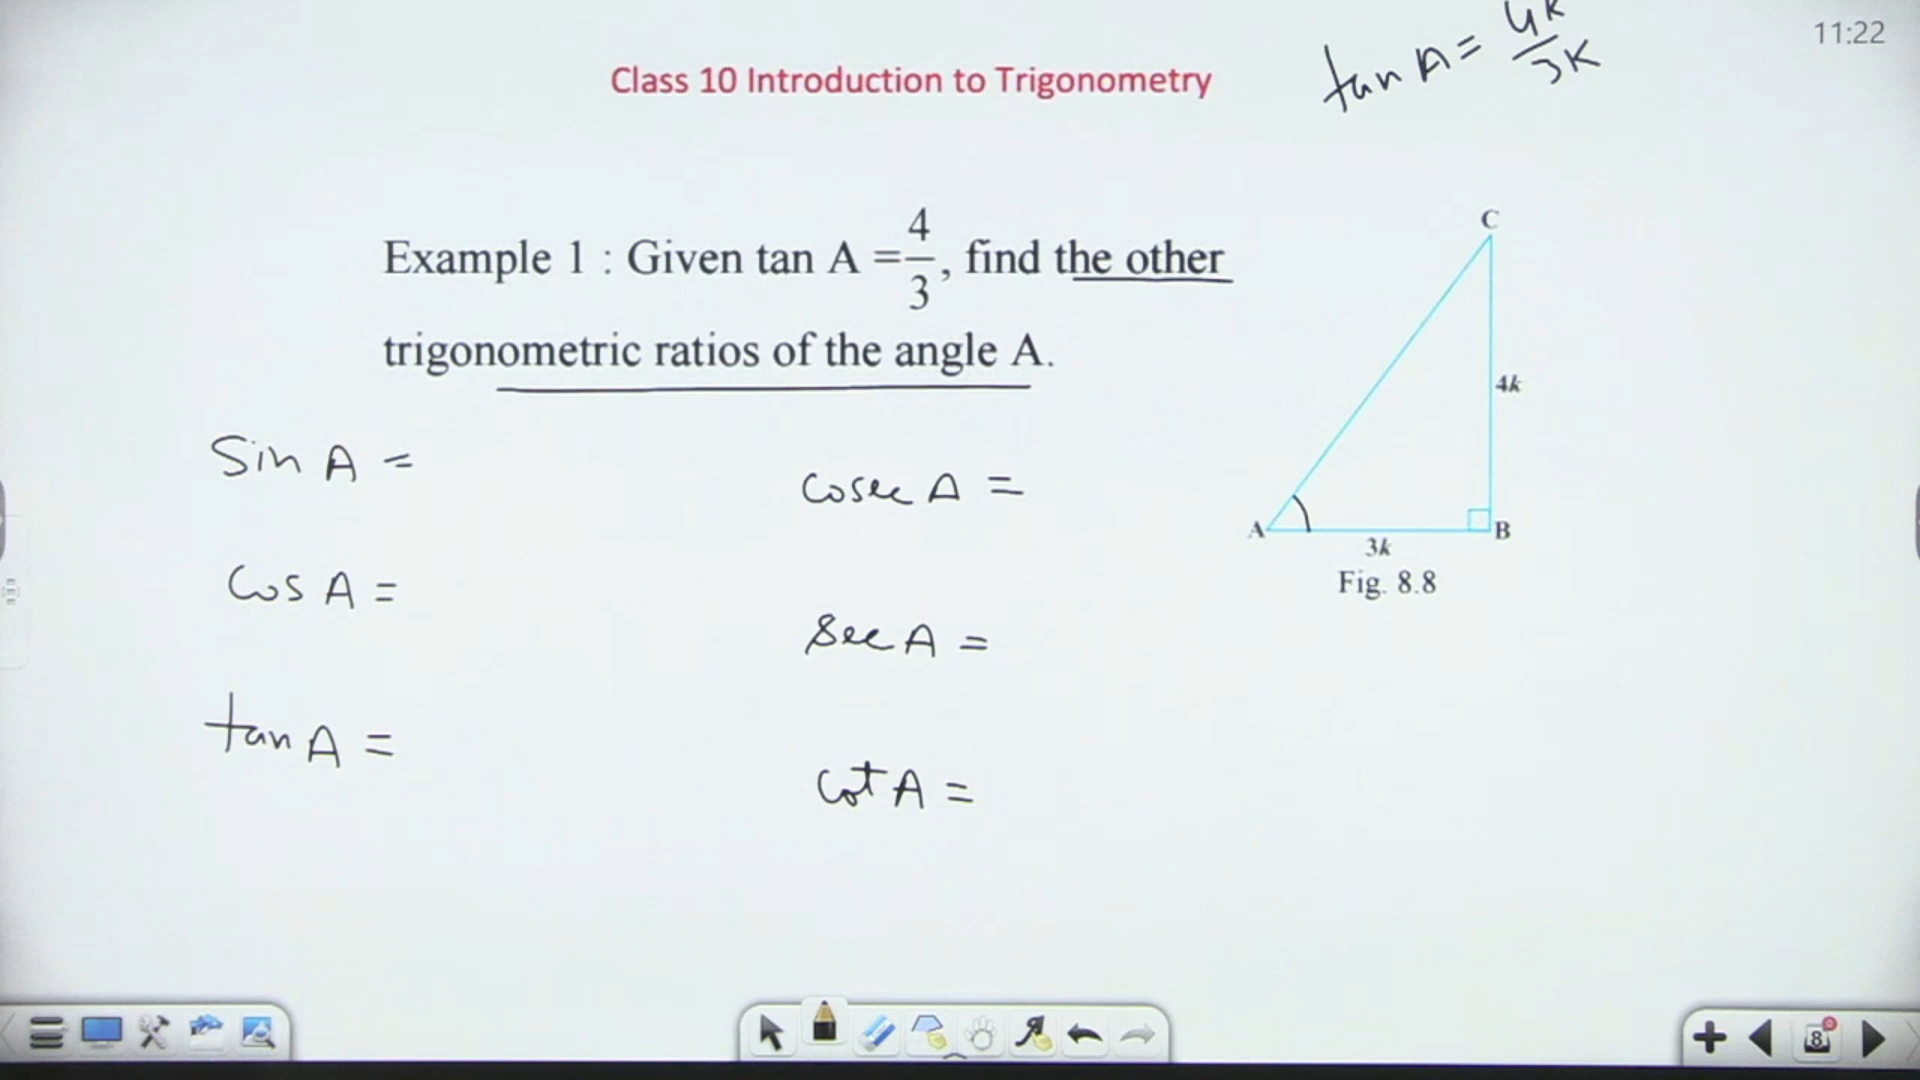 11:22
tan A = 4k/3k
Class 10 Introduction to Trigonometry
Example 1 : Given tan A = 4/3, find the other
trigonometric ratios of the angle A.
C
4k
A
B
3k
Fig. 8.8
Sin A =
Cosec A =
Cos A =
Sec A =
tan A =
Cot A =
8